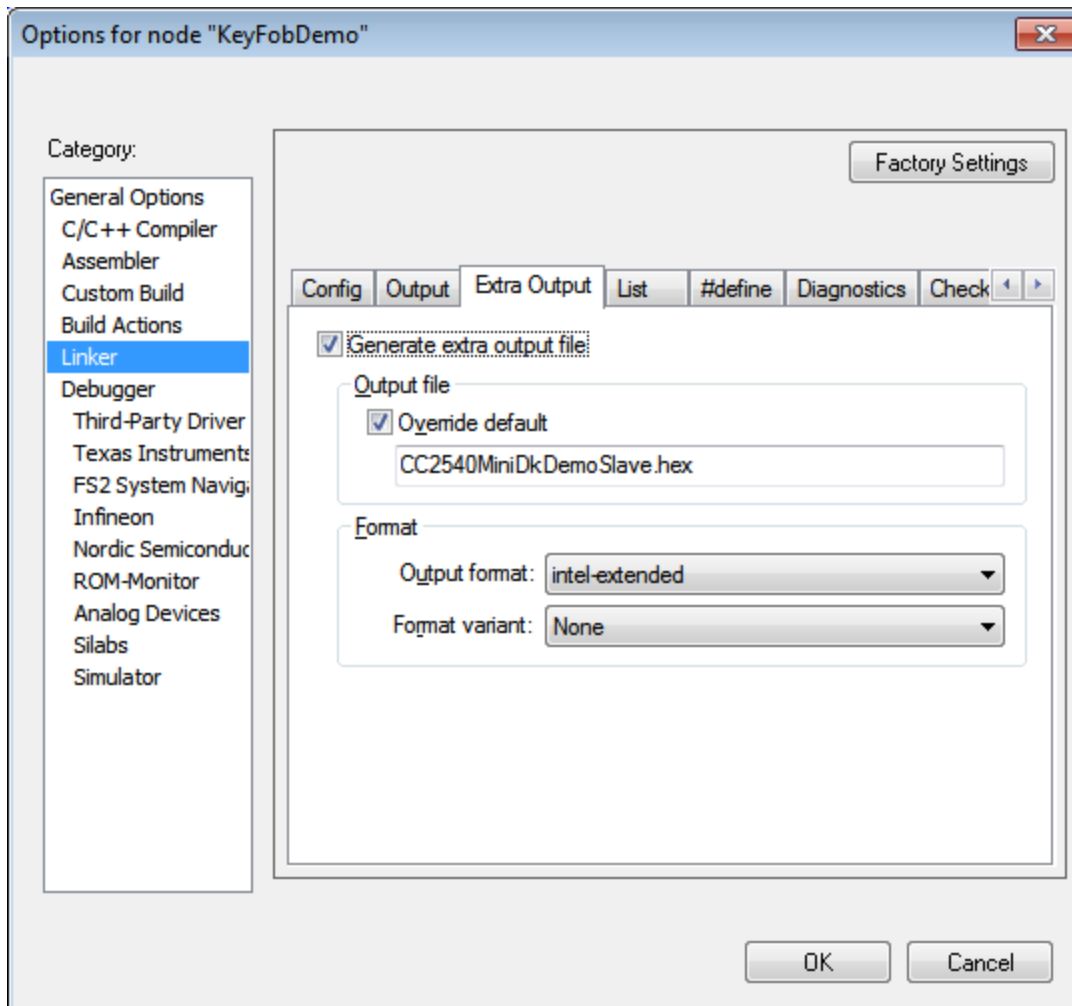 Options for node "KeyFobDemo"
Category:
Factory Settings
General Options
C/C++ Compiler
Assembler
Custom Build
Build Actions
Linker
Debugger
Third-Party Driver
Texas Instruments
FS2 System Naviga
Infineon
Nordic Semiconduc
ROM-Monitor
Analog Devices
Silabs
Simulator
Config Output Extra Output List #define Diagnostics Check
Generate extra output file
Output file
Override default
CC2540MiniDkDemoSlave.hex
Format
Output format: intel-extended
Format variant: None
OK Cancel